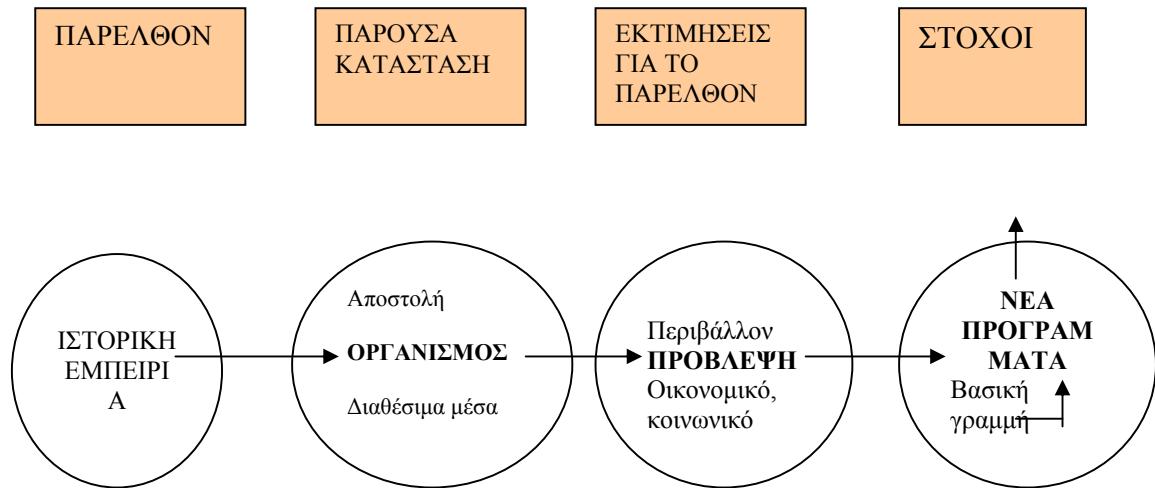 ΠΑΡΕΛΘΟΝ
ΠΑΡΟΥΣΑ
ΚΑΤΑΣΤΑΣΗ
ΕΚΤΙΜΗΣΕΙΣ
ΓΙΑ ΤΟ
ΠΑΡΕΛΘΟΝ
ΣΤΟΧΟΙ
ΙΣΤΟΡΙΚΗ
ΕΜΠΕΙΡΙ
Α
Αποστολή
ΟΡΓΑΝΙΣΜΟΣ
Διαθέσιμα μέσα
Περιβάλλον
ΠΡΟΒΛΕΨΗ
Οικονομικό,
κοινωνικό
ΝΕΑ
ΠΡΟΓΡΑΜ
ΜΑΤΑ
Βασική
γραμμή